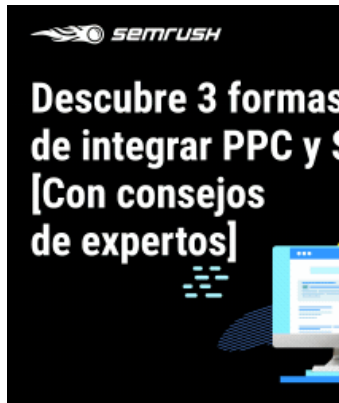 SEMRUSH
Descubre 3 formas
de integrar PPC y
[Con consejos
de expertos]